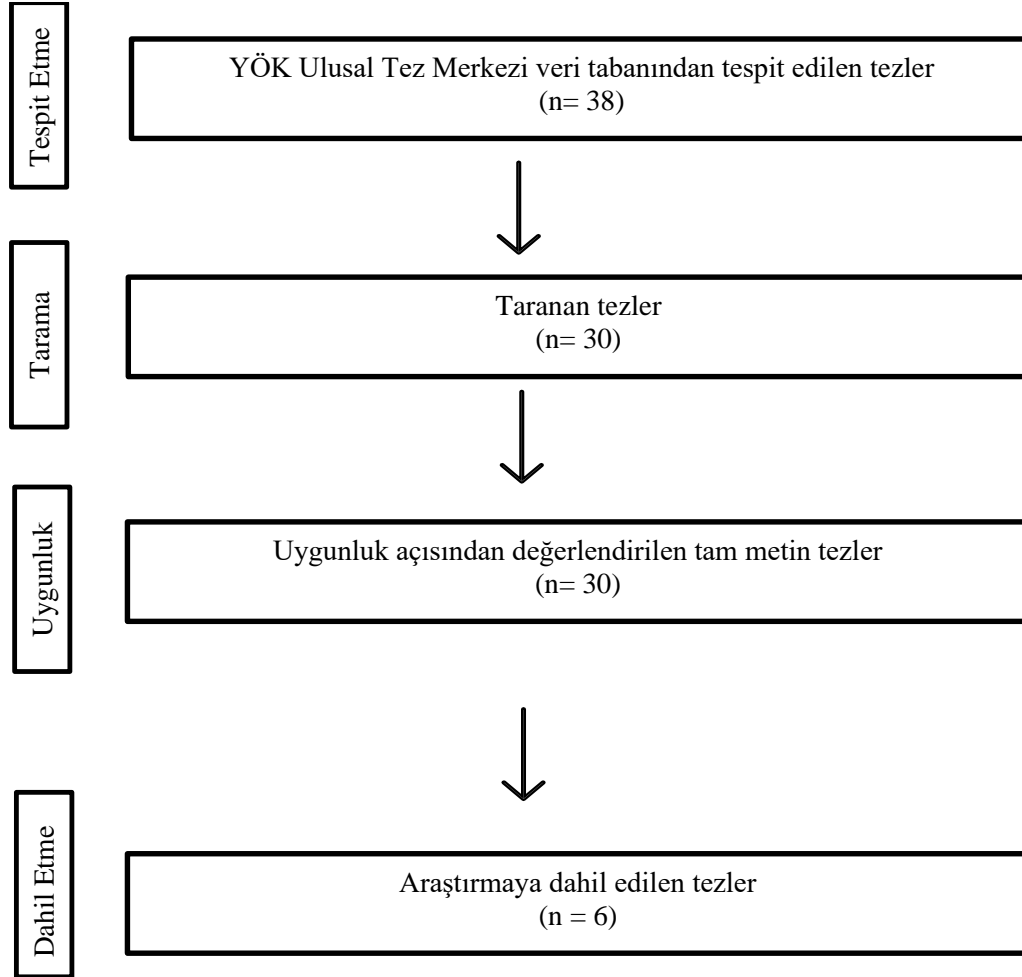 Tespit Etme
YÖK Ulusal Tez Merkezi veri tabanından tespit edilen tezler
(n= 38)
Tarama
Taranan tezler
(n= 30)
Uygunluk
Uygunluk açısından değerlendirilen tam metin tezler
(n= 30)
Dahil Etme
Araştırmaya dahil edilen tezler
(n = 6)